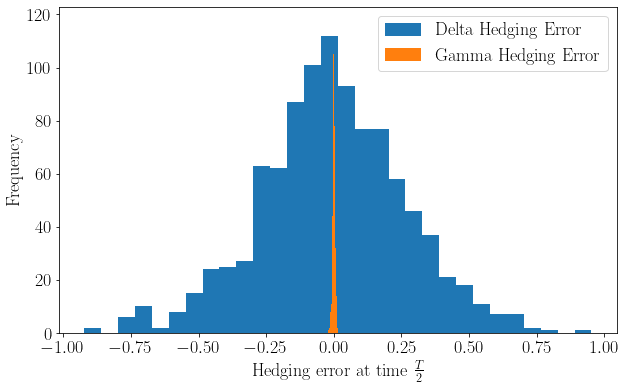 120
100
80
60
40
20
0
Frequency
Delta Hedging Error
Gamma Hedging Error
−1.00 −0.75 −0.50 −0.25 0.00 0.25 0.50 0.75 1.00
Hedging error at time T/2